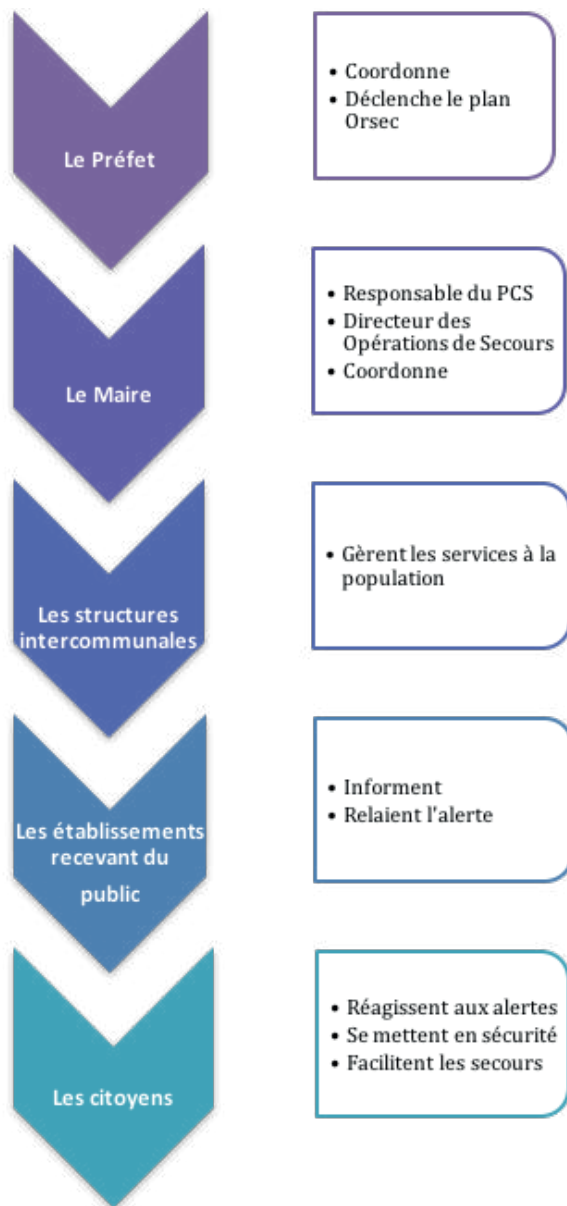 Le Préfet
• Coordonne
• Déclenche le plan
Orsec
Le Maire
• Responsable du PCS
• Directeur des
Opérations de Secours
• Coordonne
Les structures
intercommunales
• Gèrent les services à la
population
Les établissements
recevant du
public
• Informent
• Relaient l'alerte
Les citoyens
• Réagissent aux alertes
• Se mettent en sécurité
• Facilitent les secours